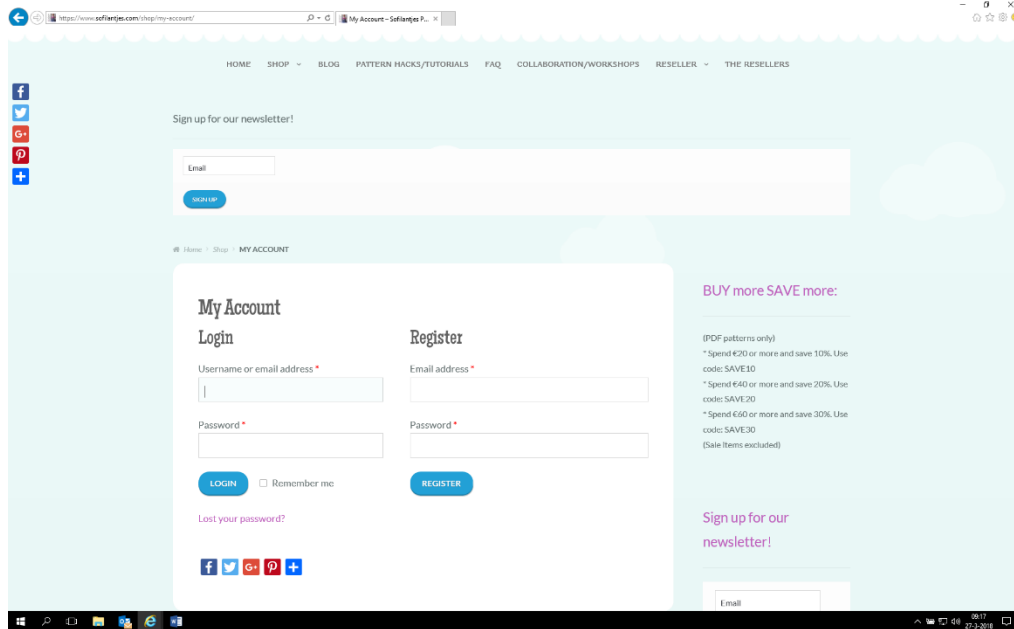 https://www.sofilantjes.com/shop/my-account/
My Account – Sofilantjes P...
HOME SHOP BLOG PATTERN HACKS/TUTORIALS FAQ COLLABORATION/WORKSHOPS RESELLER THE RESELLERS
Sign up for our newsletter!
Email
SIGN UP
Home / Shop / MY ACCOUNT
My Account
Login
Username or email address *
Password *
LOGIN
Remember me
Lost your password?
Register
Email address *
Password *
REGISTER
BUY more SAVE more:
(PDF patterns only)
* Spend €20 or more and save 10%. Use
code: SAVE10
* Spend €40 or more and save 20%. Use
code: SAVE20
* Spend €60 or more and save 30%. Use
code: SAVE30
(Sale Items excluded)
Sign up for our
newsletter!
Email
09:17
27-3-2018